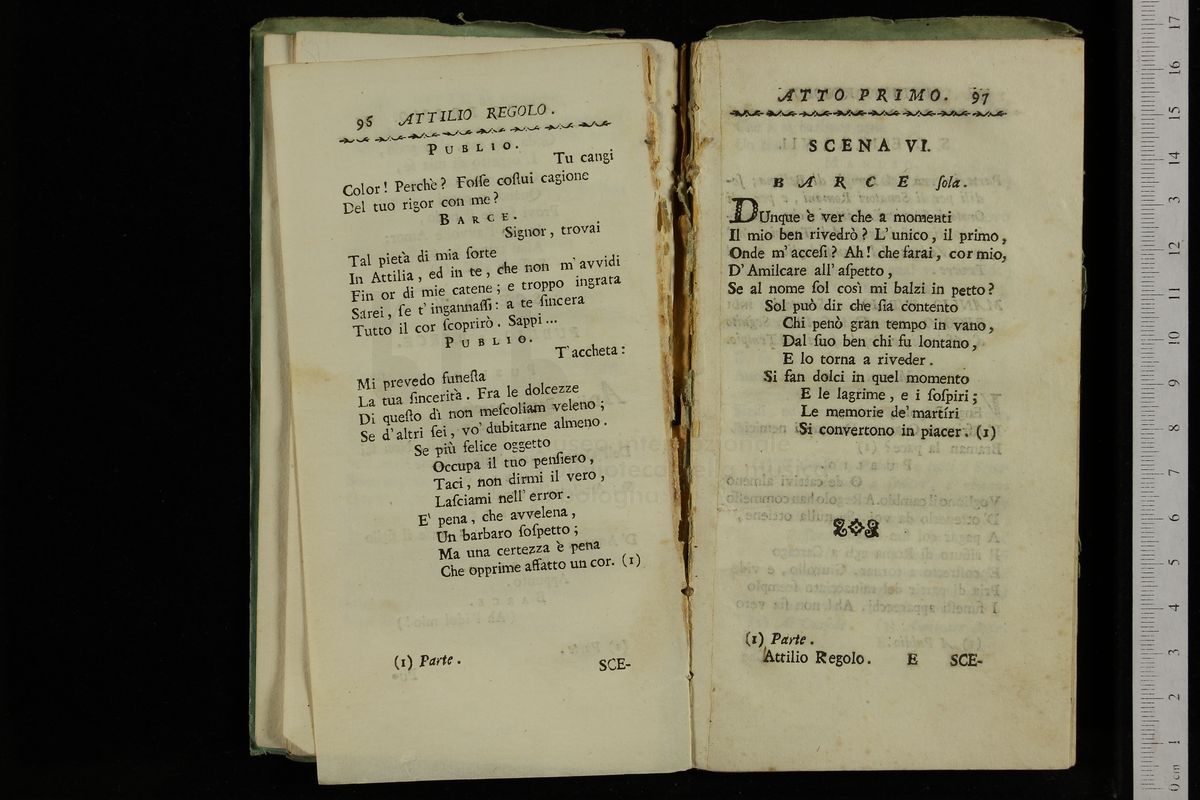 96 ATTILIO REGOLO.
PUBLIO.
Tu cangi
Color! Perchè? Foſſe coſtui cagione
Del tuo rigor con me?
BARCE.
Signor, trovai
Tal pietà di mia ſorte
In Attilia, ed in te, che non m'avvidi
Fin or di mie catene; e troppo ingrata
Sarei, ſe t'ingannaſſi: a te ſincera
Tutto il cor ſcoprirò. Sappi...
PUBLIO.
T'accheta:
Mi prevedo funeſta
La tua ſincerità. Fra le dolcezze
Di queſto dì non meſcoliam veleno;
Se d'altri ſei, vo' dubitarne almeno.
Se più felice oggetto
Occupa il tuo penſiero,
Taci, non dirmi il vero,
Laſciami nell'error.
E' pena, che avvelena,
Un barbaro ſoſpetto;
Ma una certezza è pena
Che opprime affatto un cor. (1)
(1) Parte.
SCE-
ATTO PRIMO. 97
SCENA VI.
BARCE ſola.
DUnque è ver che a momenti
Il mio ben rivedrò? L'unico, il primo,
Onde m'acceſi? Ah! che farai, cor mio,
D'Amilcare all'aſpetto,
Se al nome ſol così mi balzi in petto?
Sol può dir che ſia contento
Chi penò gran tempo in vano,
Dal ſuo ben chi fu lontano,
E lo torna a riveder.
Si fan dolci in quel momento
E le lagrime, e i ſoſpiri;
Le memorie de' martíri
Si convertono in piacer. (1)
(1) Parte.
Attilio Regolo. E SCE-